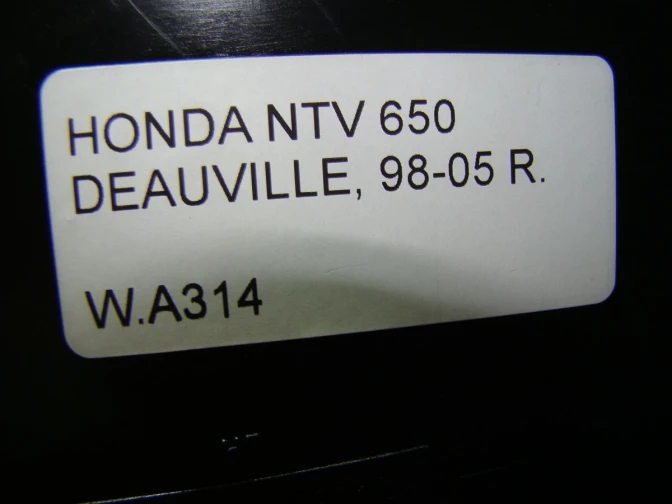 HONDA NTV 650
DEAUVILLE, 98-05 R.
W.A314